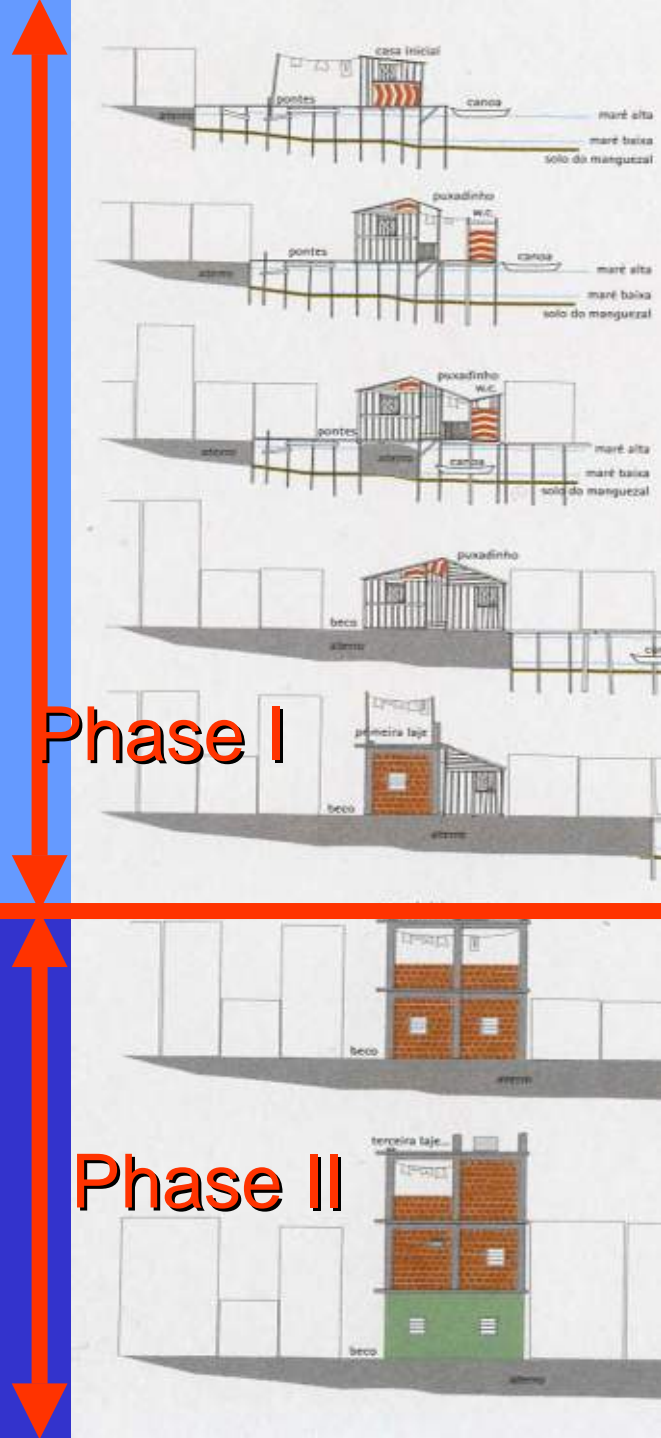 casa inicial
pontes
canoa
aterro
maré alta
maré baixa
solo do manguezal
puxadinho
w.c.
pontes
canoa
aterro
maré alta
maré baixa
solo do manguezal
puxadinho
w.c.
pontes
aterro
aterro
canoa
maré alta
maré baixa
solo do manguezal
puxadinho
beco
aterro
Phase I
primeira laje
beco
aterro
beco
aterro
terceira laje...
Phase II
beco
aterro